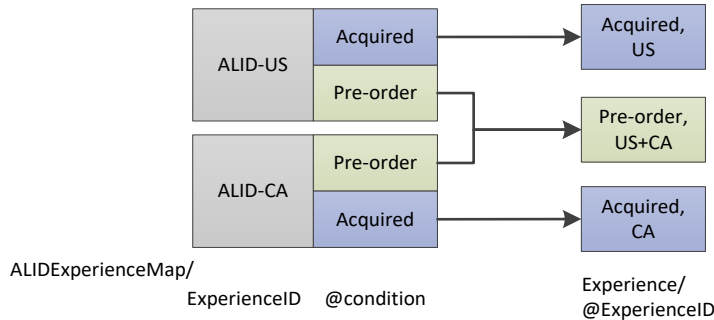 ALID-US
Acquired
Pre-order
ALID-CA
Pre-order
Acquired
Acquired,
US
Pre-order,
US+CA
Acquired,
CA
ALIDExperienceMap/
ExperienceID
@condition
Experience/
@ExperienceID